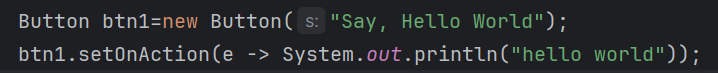 Button btn1=new Button( s: "Say, Hello World");
btn1.setOnAction(e -> System.out.println("hello world"));